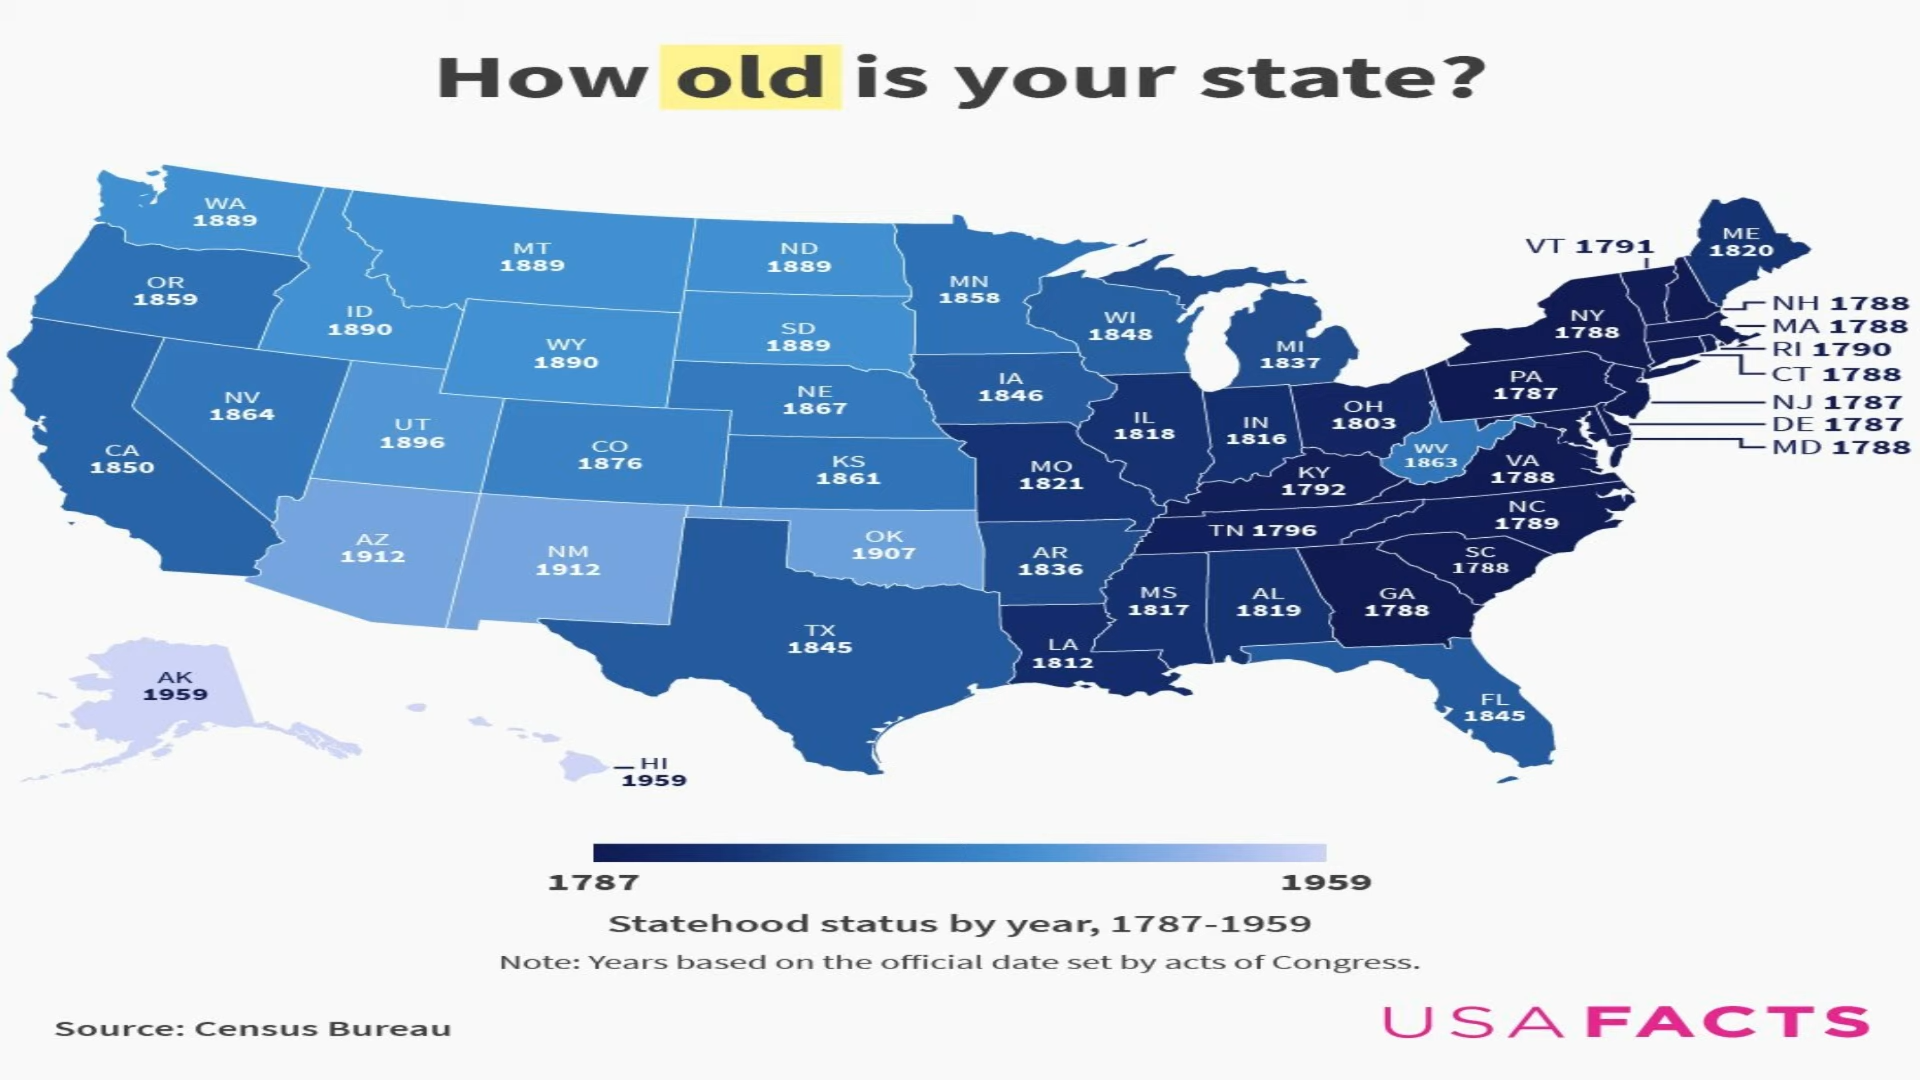 How old is your state?
WA
1889
OR
1859
CA
1850
NV
1864
ID
1890
MT
1889
WY
1890
UT
1896
CO
1876
AZ
1912
NM
1912
ND
1889
SD
1889
NE
1867
KS
1861
OK
1907
TX
1845
MN
1858
IA
1846
MO
1821
AR
1836
LA
1812
WI
1848
IL
1818
MI
1837
IN
1816
OH
1803
KY
1792
TN 1796
MS
1817
AL
1819
GA
1788
FL
1845
SC
1788
NC
1789
VA
1788
WV
1863
PA
1787
NY
1788
VT 1791
ME
1820
NH 1788
MA 1788
RI 1790
CT 1788
NJ 1787
DE 1787
MD 1788
AK
1959
HI
1959
1787 1959
Statehood status by year, 1787-1959
Note: Years based on the official date set by acts of Congress.
Source: Census Bureau
USAFACTS